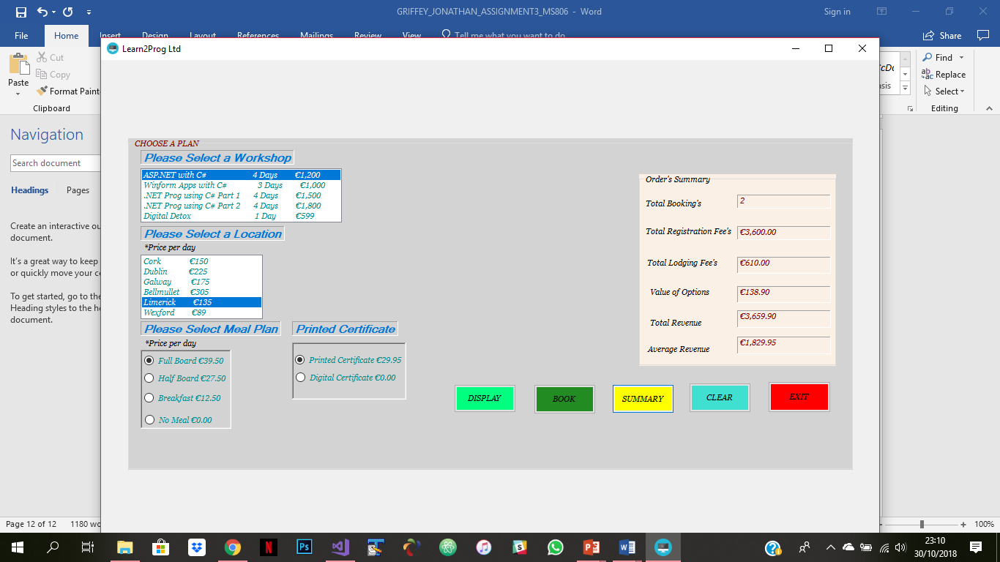 GRIFFEY_JONATHAN_ASSIGNMENT3_MS806 - Word
Sign in
File
Home
Insert
Design
Layout
References
Mailings
Review
View
Tell me what you want to do
Share
Learn2Prog Ltd
Paste
Cut
Copy
Format Paint
Clipboard
Find
Replace
Select
Editing
Navigation
Search document
Headings
Pages
Create an interactive ou
document.
It's a great way to keep
or quickly move your co
To get started, go to the
Heading styles to the he
document.
CHOOSE A PLAN
Please Select a Workshop
ASP.NET with C# 4 Days €1,200
Winform Apps with C# 3 Days €1,000
.NET Prog using C# Part 1 4 Days €1,500
.NET Prog using C# Part 2 4 Days €1,800
Digital Detox 1 Day €599
Please Select a Location
*Price per day
Cork €150
Dublin €225
Galway €175
Bellmullet €305
Limerick €135
Wexford €89
Please Select Meal Plan
*Price per day
Full Board €39.50
Half Board €27.50
Breakfast €12.50
No Meal €0.00
Printed Certificate
Printed Certificate €29.95
Digital Certificate €0.00
Order's Summary
Total Booking's 2
Total Registration Fee's €3,600.00
Total Lodging Fee's €610.00
Value of Options €138.90
Total Revenue €3,659.90
Average Revenue €1,829.95
DISPLAY
BOOK
SUMMARY
CLEAR
EXIT
Page 12 of 12 1180 wo
100%
23:10
30/10/2018